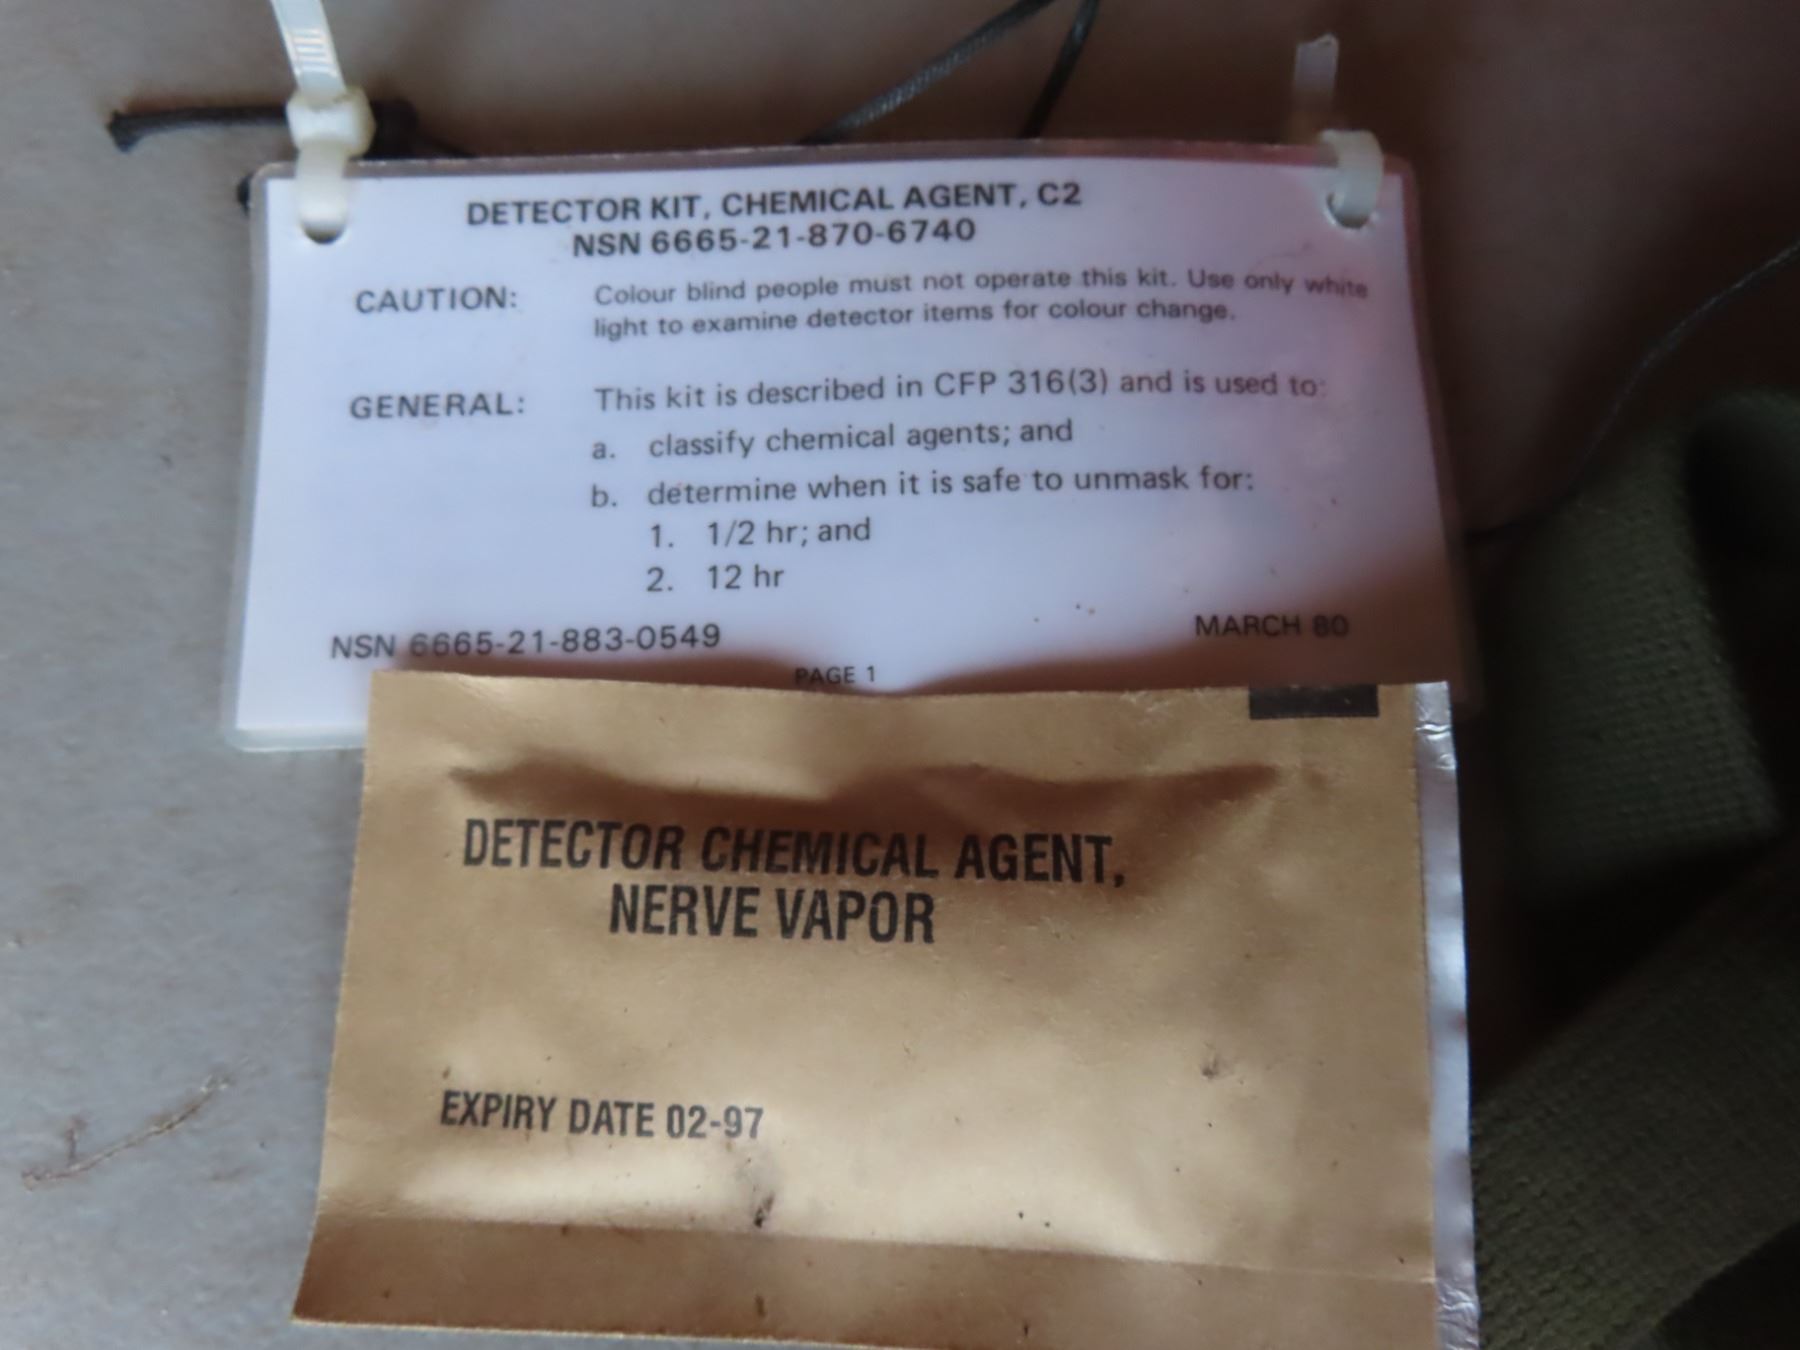 DETECTOR KIT, CHEMICAL AGENT, C2
NSN 6665-21-870-6740
CAUTION: Colour blind people must not operate this kit. Use only white
light to examine detector items for colour change.
GENERAL: This kit is described in CFP 316(3) and is used to:
a. classify chemical agents; and
b. determine when it is safe to unmask for:
1. 1/2 hr; and
2. 12 hr
NSN 6665-21-883-0549 MARCH 80
PAGE 1
DETECTOR CHEMICAL AGENT,
NERVE VAPOR
EXPIRY DATE 02-97